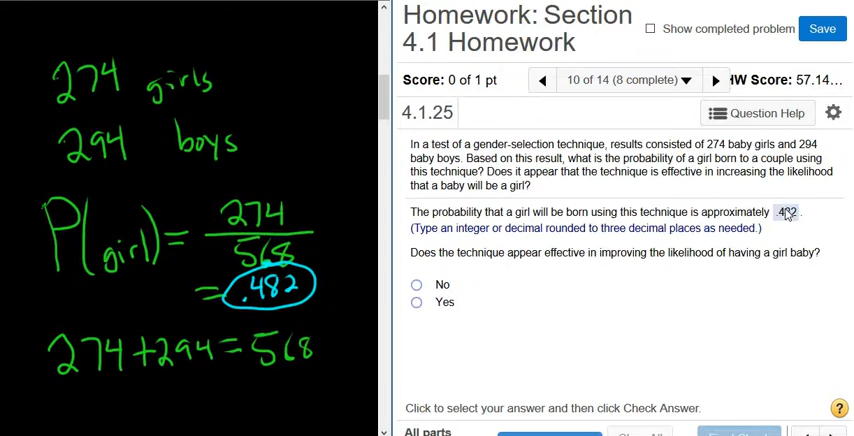 274 girls
294 boys
P(girl) = 274
568
= .482
274+294=568
Homework: Section
4.1 Homework
Show completed problem
Save
Score: 0 of 1 pt
10 of 14 (8 complete)
HW Score: 57.14…
4.1.25
Question Help
In a test of a gender-selection technique, results consisted of 274 baby girls and 294
baby boys. Based on this result, what is the probability of a girl born to a couple using
this technique? Does it appear that the technique is effective in increasing the likelihood
that a baby will be a girl?
The probability that a girl will be born using this technique is approximately .482 .
(Type an integer or decimal rounded to three decimal places as needed.)
Does the technique appear effective in improving the likelihood of having a girl baby?
No
Yes
Click to select your answer and then click Check Answer.
?
All parts